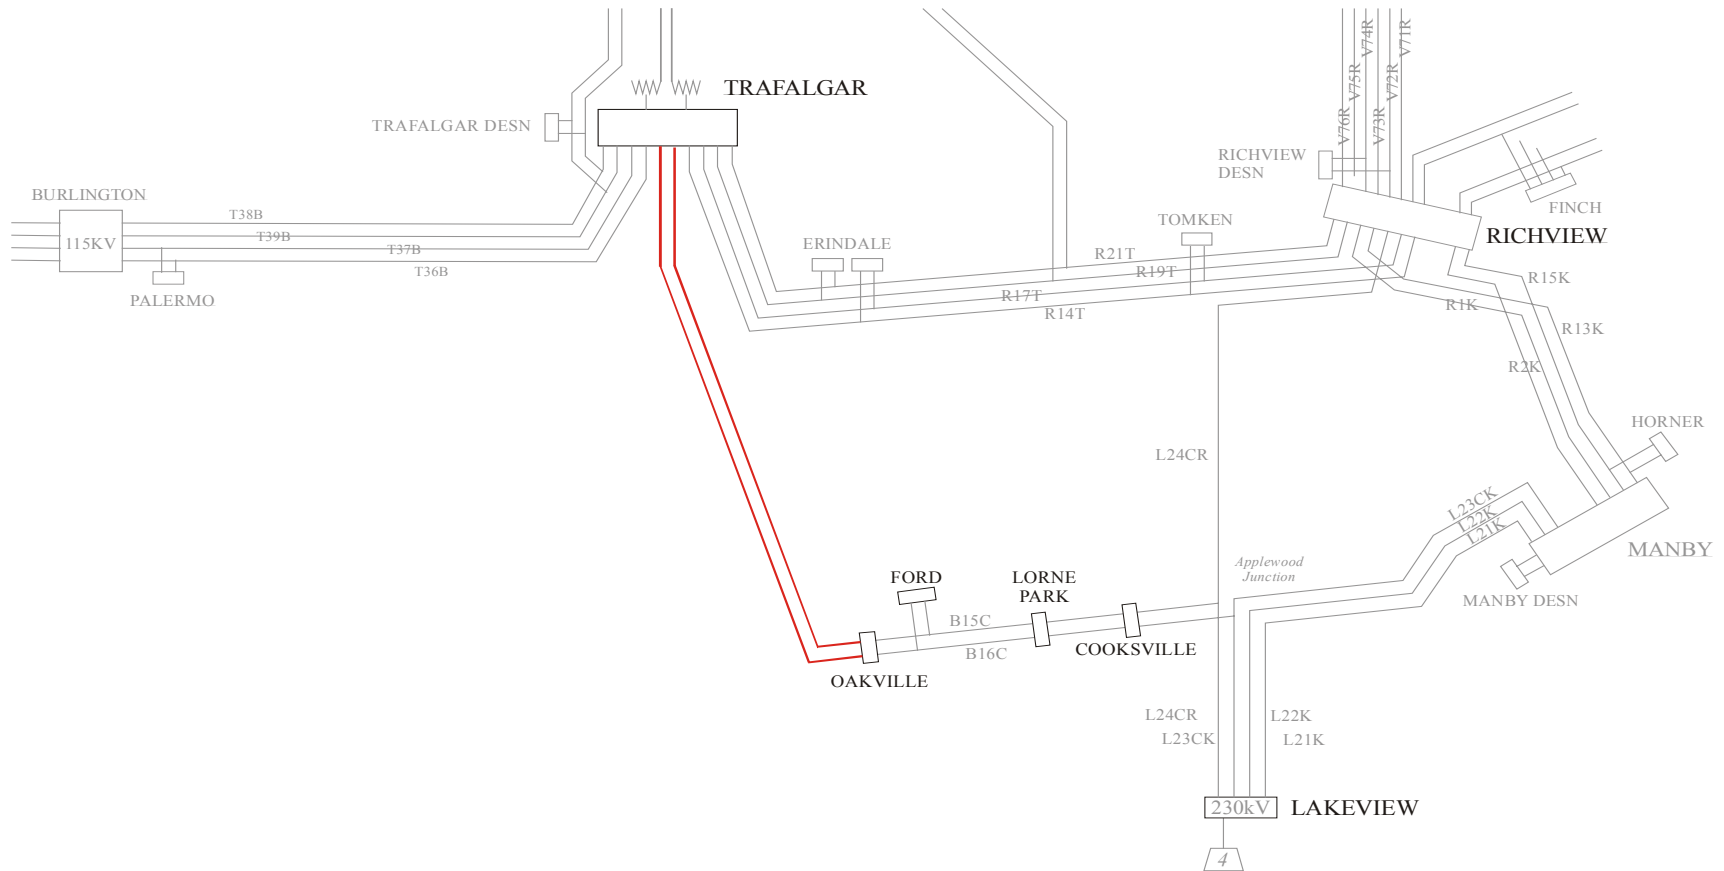 TRAFALGAR
TRAFALGAR DESN
V76R
V75R
V74R
V73R
V72R
V71R
RICHVIEW
DESN
FINCH
RICHVIEW
BURLINGTON
115KV
T38B
T39B
T37B
T36B
PALERMO
ERINDALE
TOMKEN
R21T
R19T
R17T
R14T
R15K
R1K
R13K
R2K
HORNER
L24CR
L23CK
L22K
L21K
MANBY
MANBY DESN
Applewood
Junction
FORD
LORNE
PARK
B15C
B16C
COOKSVILLE
OAKVILLE
L24CR
L23CK
L22K
L21K
230kV
LAKEVIEW
4